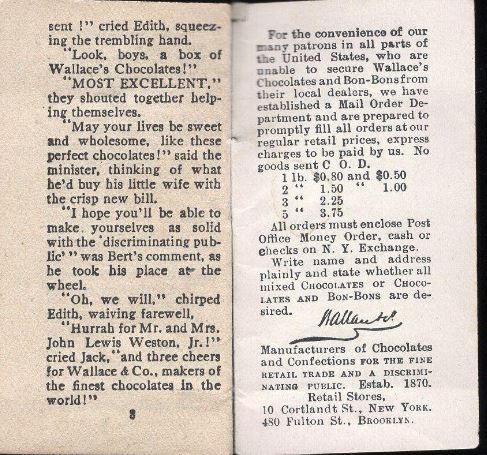 sent !" cried Edith, squeez-
ing the trembling hand.
"Look, boys, a box of
Wallace's Chocolates!"
"MOST EXCELLENT,"
they shouted together help-
ing themselves.
"May your lives be sweet
and wholesome, like these
perfect chocolates!" said the
minister, thinking of what
he'd buy his little wife with
the crisp new bill.
"I hope you'll be able to
make yourselves as solid
with the 'discriminating pub-
lic'" was Bert's comment, as
he took his place at the
wheel.
"Oh, we will," chirped
Edith, waiving farewell,
"Hurrah for Mr. and Mrs.
John Lewis Weston, Jr.!"
cried Jack, "and three cheers
for Wallace & Co., makers of
the finest chocolates in the
world!"
8
For the convenience of our
many patrons in all parts of
the United States, who are
unable to secure Wallace's
Chocolates and Bon-Bons from
their local dealers, we have
established a Mail Order De-
partment and are prepared to
promptly fill all orders at our
regular retail prices, express
charges to be paid by us. No
goods sent C. O. D.
1 lb. $0.80 and $0.50
2 " 1.50 " 1.00
3 " 2.25
5 " 3.75
All orders must enclose Post
Office Money Order, cash or
checks on N. Y. Exchange.
Write name and address
plainly and state whether all
mixed CHOCOLATES or CHOCO-
LATES AND BON-BONS are de-
sired.
Wallace & Co.
Manufacturers of Chocolates
and Confections FOR THE FINE
RETAIL TRADE AND A DISCRIMI-
NATING PUBLIC. Estab. 1870.
Retail Stores,
10 Cortlandt St., NEW YORK.
480 Fulton St., BROOKLYN.